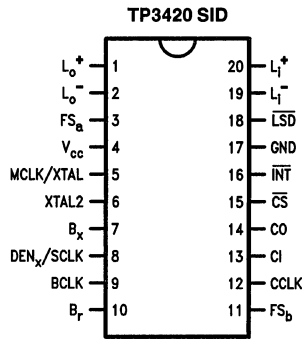 TP3420 SID
Lo+ 1 20 Li+
Lo- 2 19 Li-
FSa 3 18 LSD
Vcc 4 17 GND
MCLK/XTAL 5 16 INT
XTAL2 6 15 CS
Bx 7 14 CO
DENx/SCLK 8 13 CI
BCLK 9 12 CCLK
Br 10 11 FSb